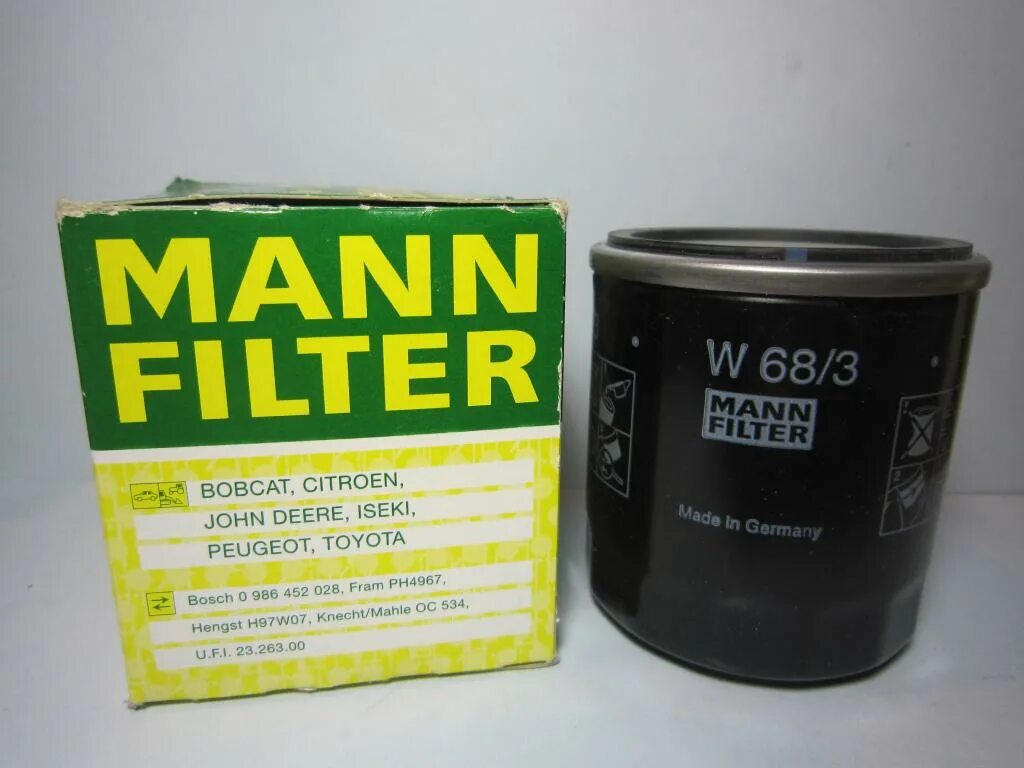 MANN
FILTER
BOBCAT, CITROEN,
JOHN DEERE, ISEKI,
PEUGEOT, TOYOTA
Bosch 0 986 452 028, Fram PH4967,
Hengst H97W07, Knecht/Mahle OC 534,
U.F.I. 23.263.00
W 68/3
MANN
FILTER
Made in Germany